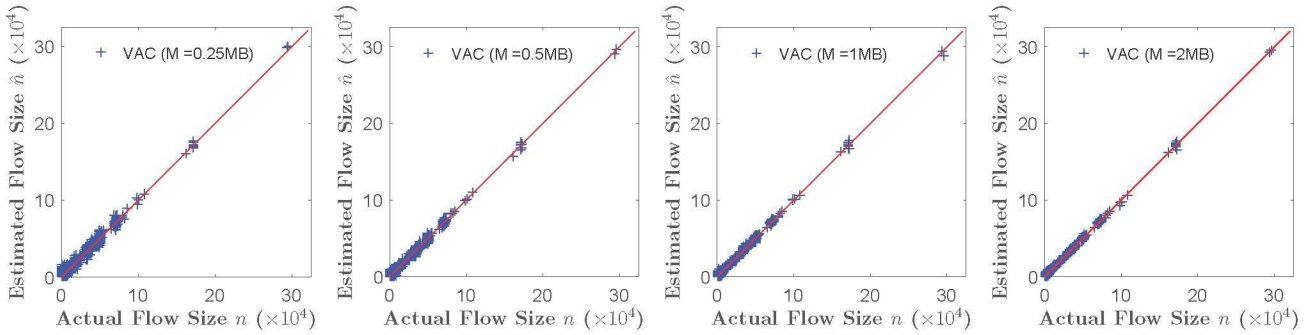 Estimated Flow Size n̂ (×10⁴)
30
20
10
0
VAC (M =0.25MB)
0 10 20 30
Actual Flow Size n (×10⁴)
Estimated Flow Size n̂ (×10⁴)
30
20
10
0
VAC (M =0.5MB)
0 10 20 30
Actual Flow Size n (×10⁴)
Estimated Flow Size n̂ (×10⁴)
30
20
10
0
VAC (M =1MB)
0 10 20 30
Actual Flow Size n (×10⁴)
Estimated Flow Size n̂ (×10⁴)
30
20
10
0
VAC (M =2MB)
0 10 20 30
Actual Flow Size n (×10⁴)